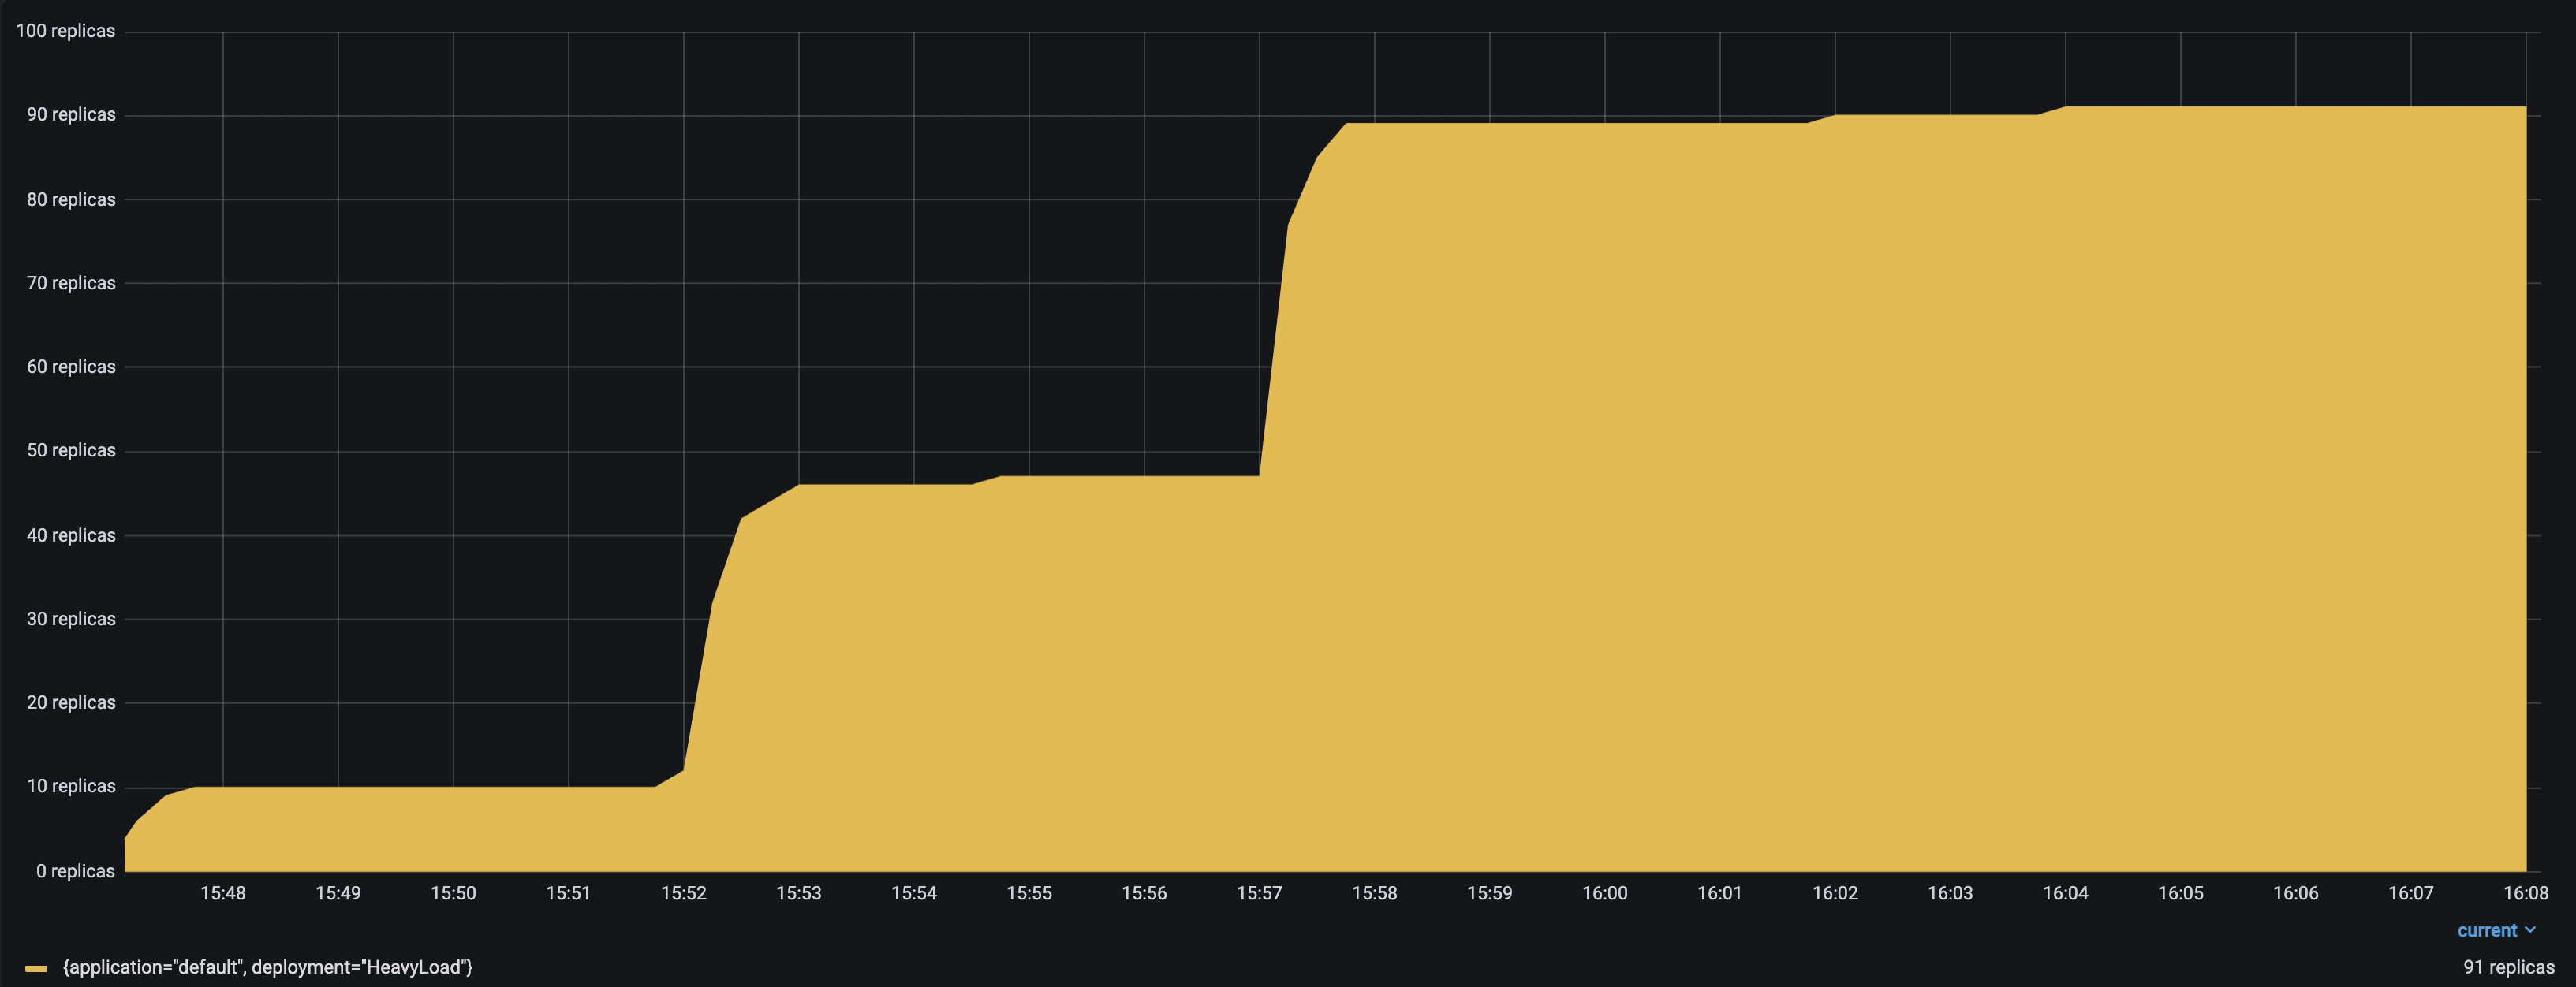 100 replicas
90 replicas
80 replicas
70 replicas
60 replicas
50 replicas
40 replicas
30 replicas
20 replicas
10 replicas
0 replicas
15:48 15:49 15:50 15:51 15:52 15:53 15:54 15:55 15:56 15:57 15:58 15:59 16:00 16:01 16:02 16:03 16:04 16:05 16:06 16:07 16:08
current
{application="default", deployment="HeavyLoad"} 91 replicas